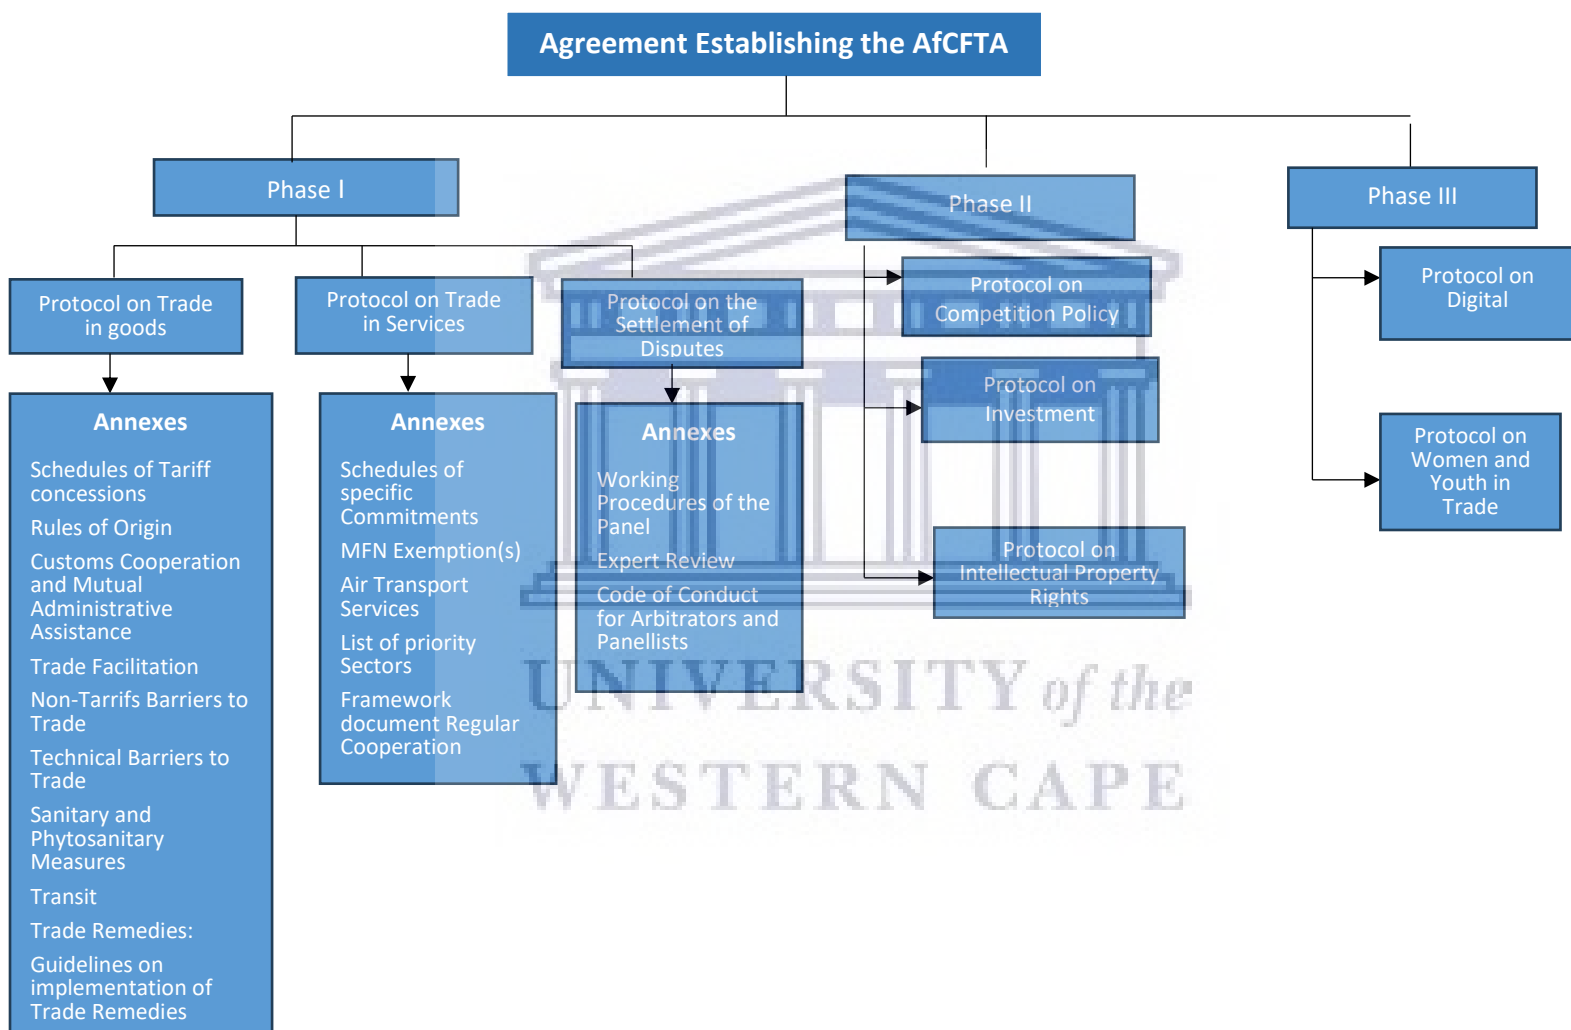 Agreement Establishing the AfCFTA
Phase I
Phase II
Phase III
Protocol on Trade
in goods
Protocol on Trade
in Services
Protocol on the
Settlement of
Disputes
Protocol on
Competition Policy
Protocol on
Investment
Protocol on
Intellectual Property
Rights
Protocol on
Digital
Protocol on
Women and
Youth in
Trade
Annexes
Schedules of Tariff
concessions
Rules of Origin
Customs Cooperation
and Mutual
Administrative
Assistance
Trade Facilitation
Non-Tarrifs Barriers to
Trade
Technical Barriers to
Trade
Sanitary and
Phytosanitary
Measures
Transit
Trade Remedies:
Guidelines on
implementation of
Trade Remedies
Annexes
Schedules of
specific
Commitments
MFN Exemption(s)
Air Transport
Services
List of priority
Sectors
Framework
document Regular
Cooperation
Annexes
Working
Procedures of the
Panel
Expert Review
Code of Conduct
for Arbitrators and
Panellists
UNIVERSITY of the
WESTERN CAPE